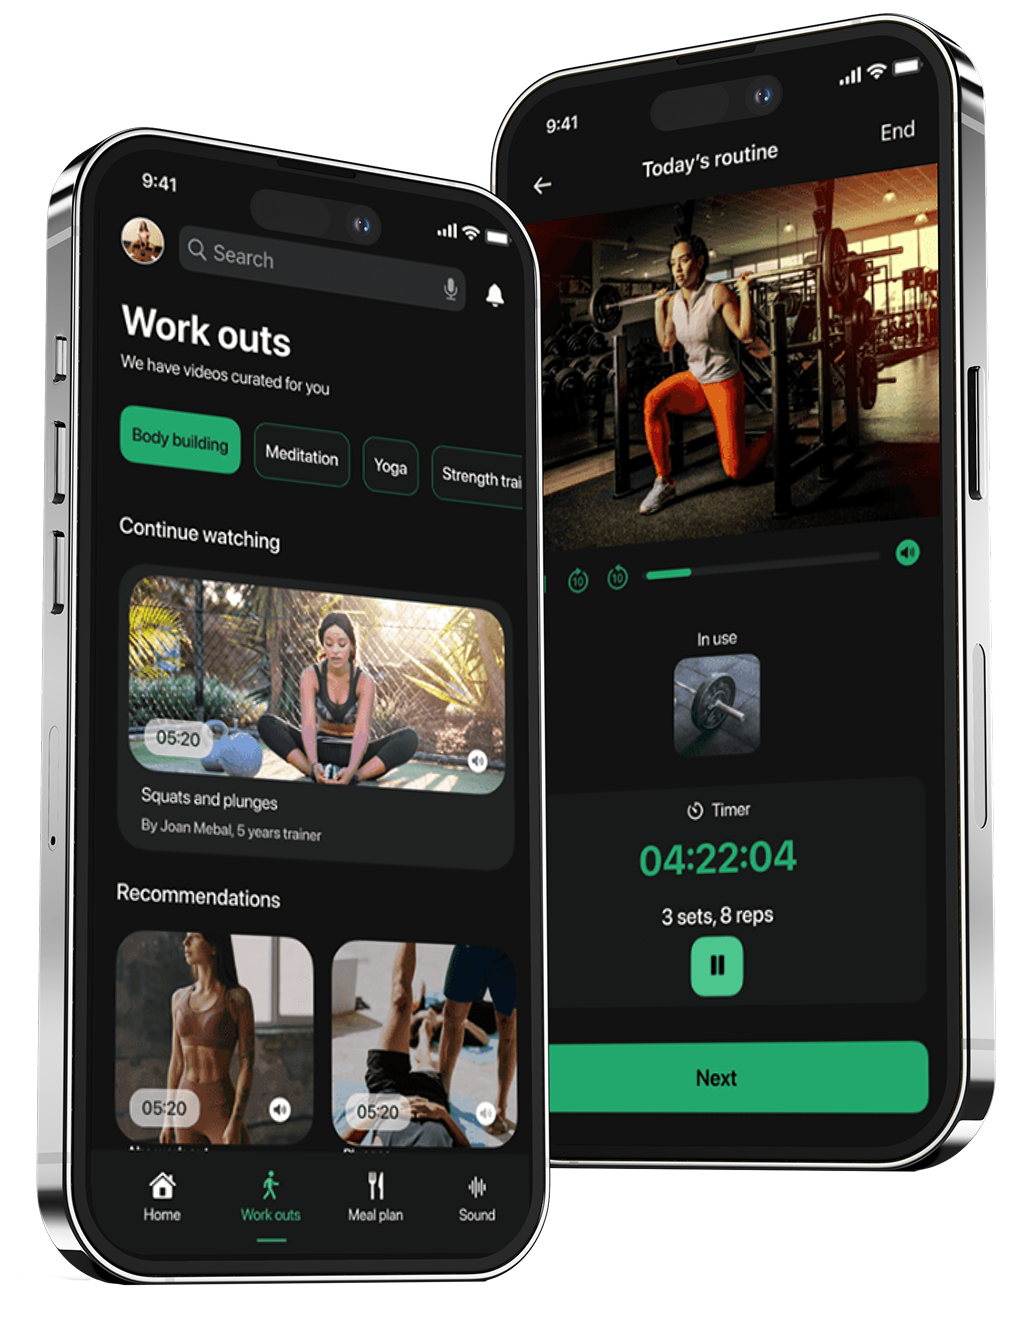 9:41
Search
Work outs
We have videos curated for you
Body building
Meditation
Yoga
Strength trai
Continue watching
05:20
Squats and plunges
By Joan Mebal, 5 years trainer
Recommendations
05:20
05:20
Home
Work outs
Meal plan
Sound
9:41
Today's routine
End
10
10
In use
Timer
04:22:04
3 sets, 8 reps
Next